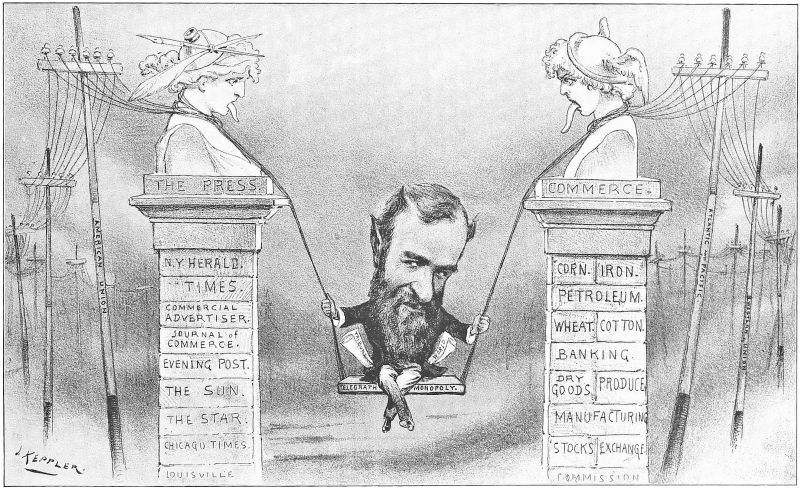 THE PRESS.
N.Y HERALD.
TIMES.
COMMERCIAL
ADVERTISER.
JOURNAL of
COMMERCE.
EVENING POST.
THE SUN.
THE STAR.
CHICAGO TIMES.
LOUISVILLE
AMERICAN UNION
TELEGRAPH MONOPOLY.
COMMERCE.
CORN. IRON.
PETROLEUM.
WHEAT. COTTON.
BANKING.
DRY
GOODS PRODUCE
MANUFACTURING
STOCKS EXCHANGE.
COMMISSION
ATLANTIC AND PACIFIC
J. KEPPLER.